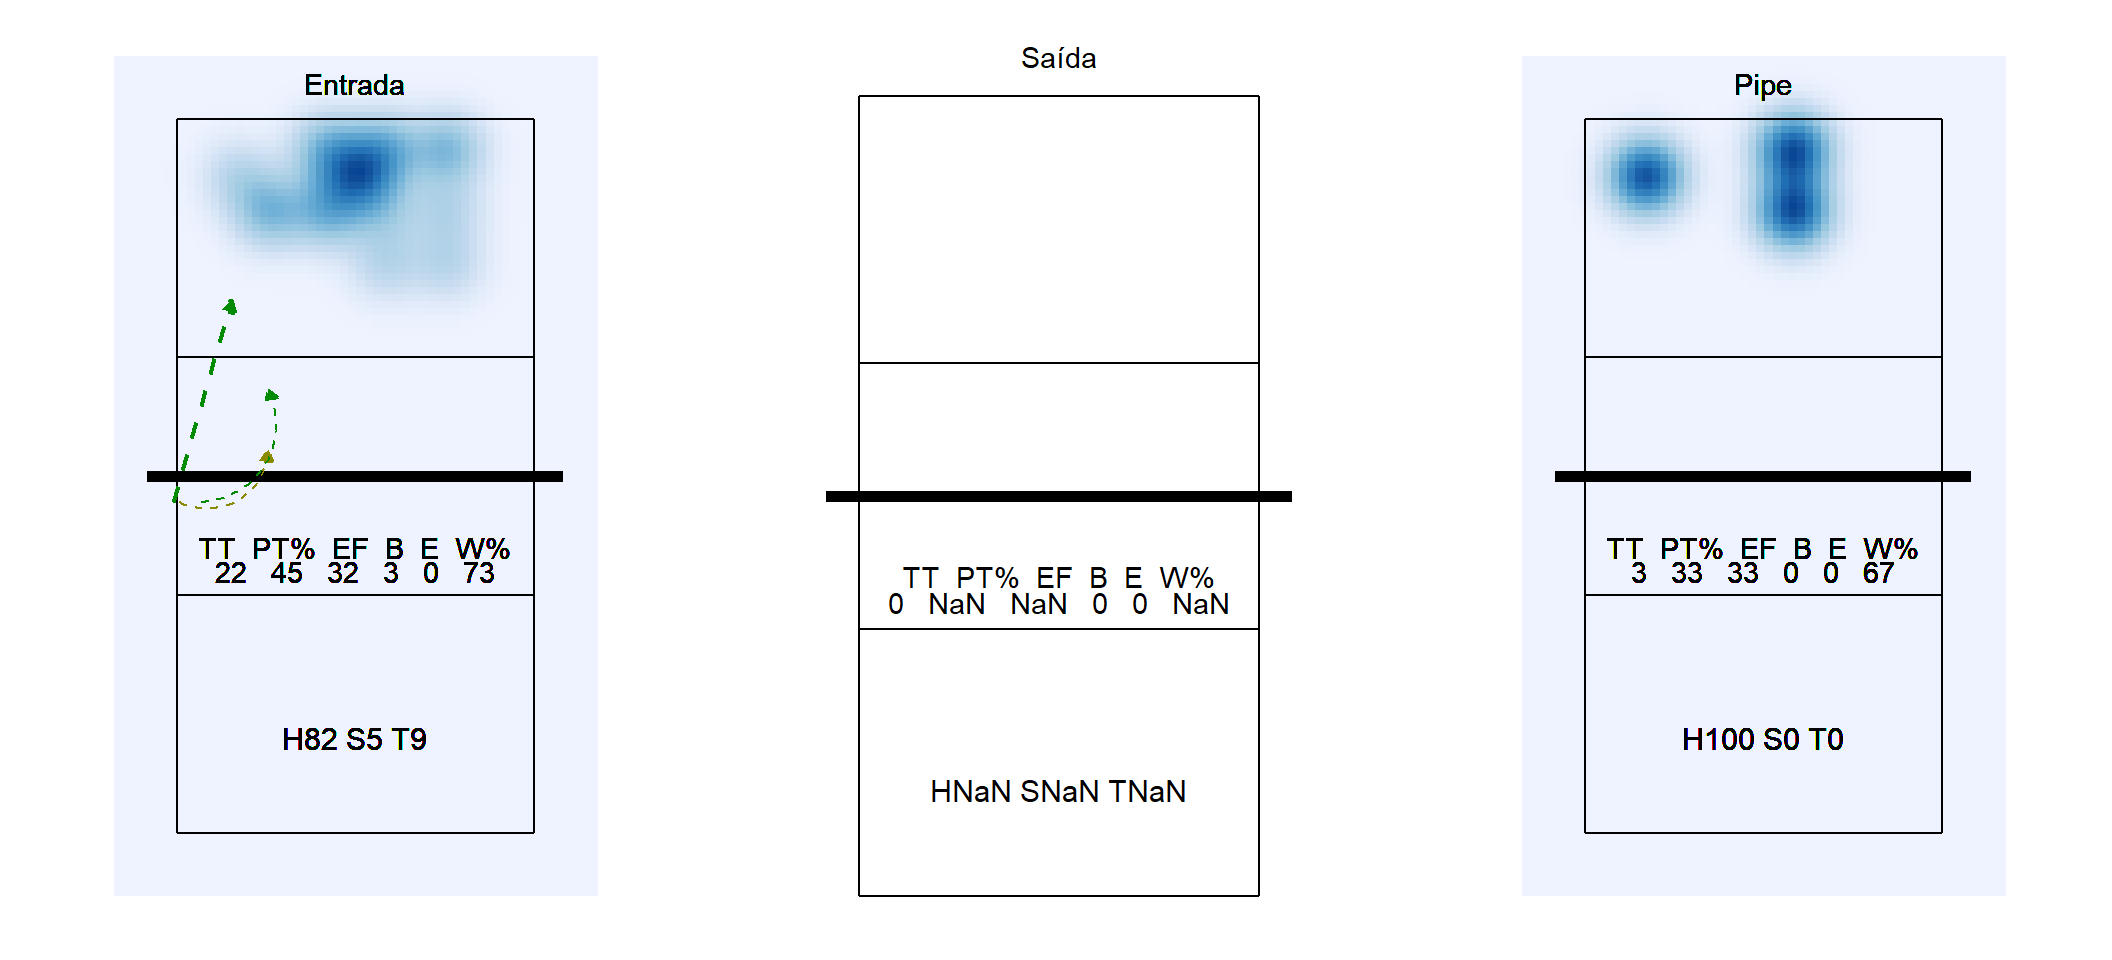 Entrada
TT PT% EF B E W%
22 45 32 3 0 73
H82 S5 T9
Saída
TT PT% EF B E W%
0 NaN NaN 0 0 NaN
HNaN SNaN TNaN
Pipe
TT PT% EF B E W%
3 33 33 0 0 67
H100 S0 T0